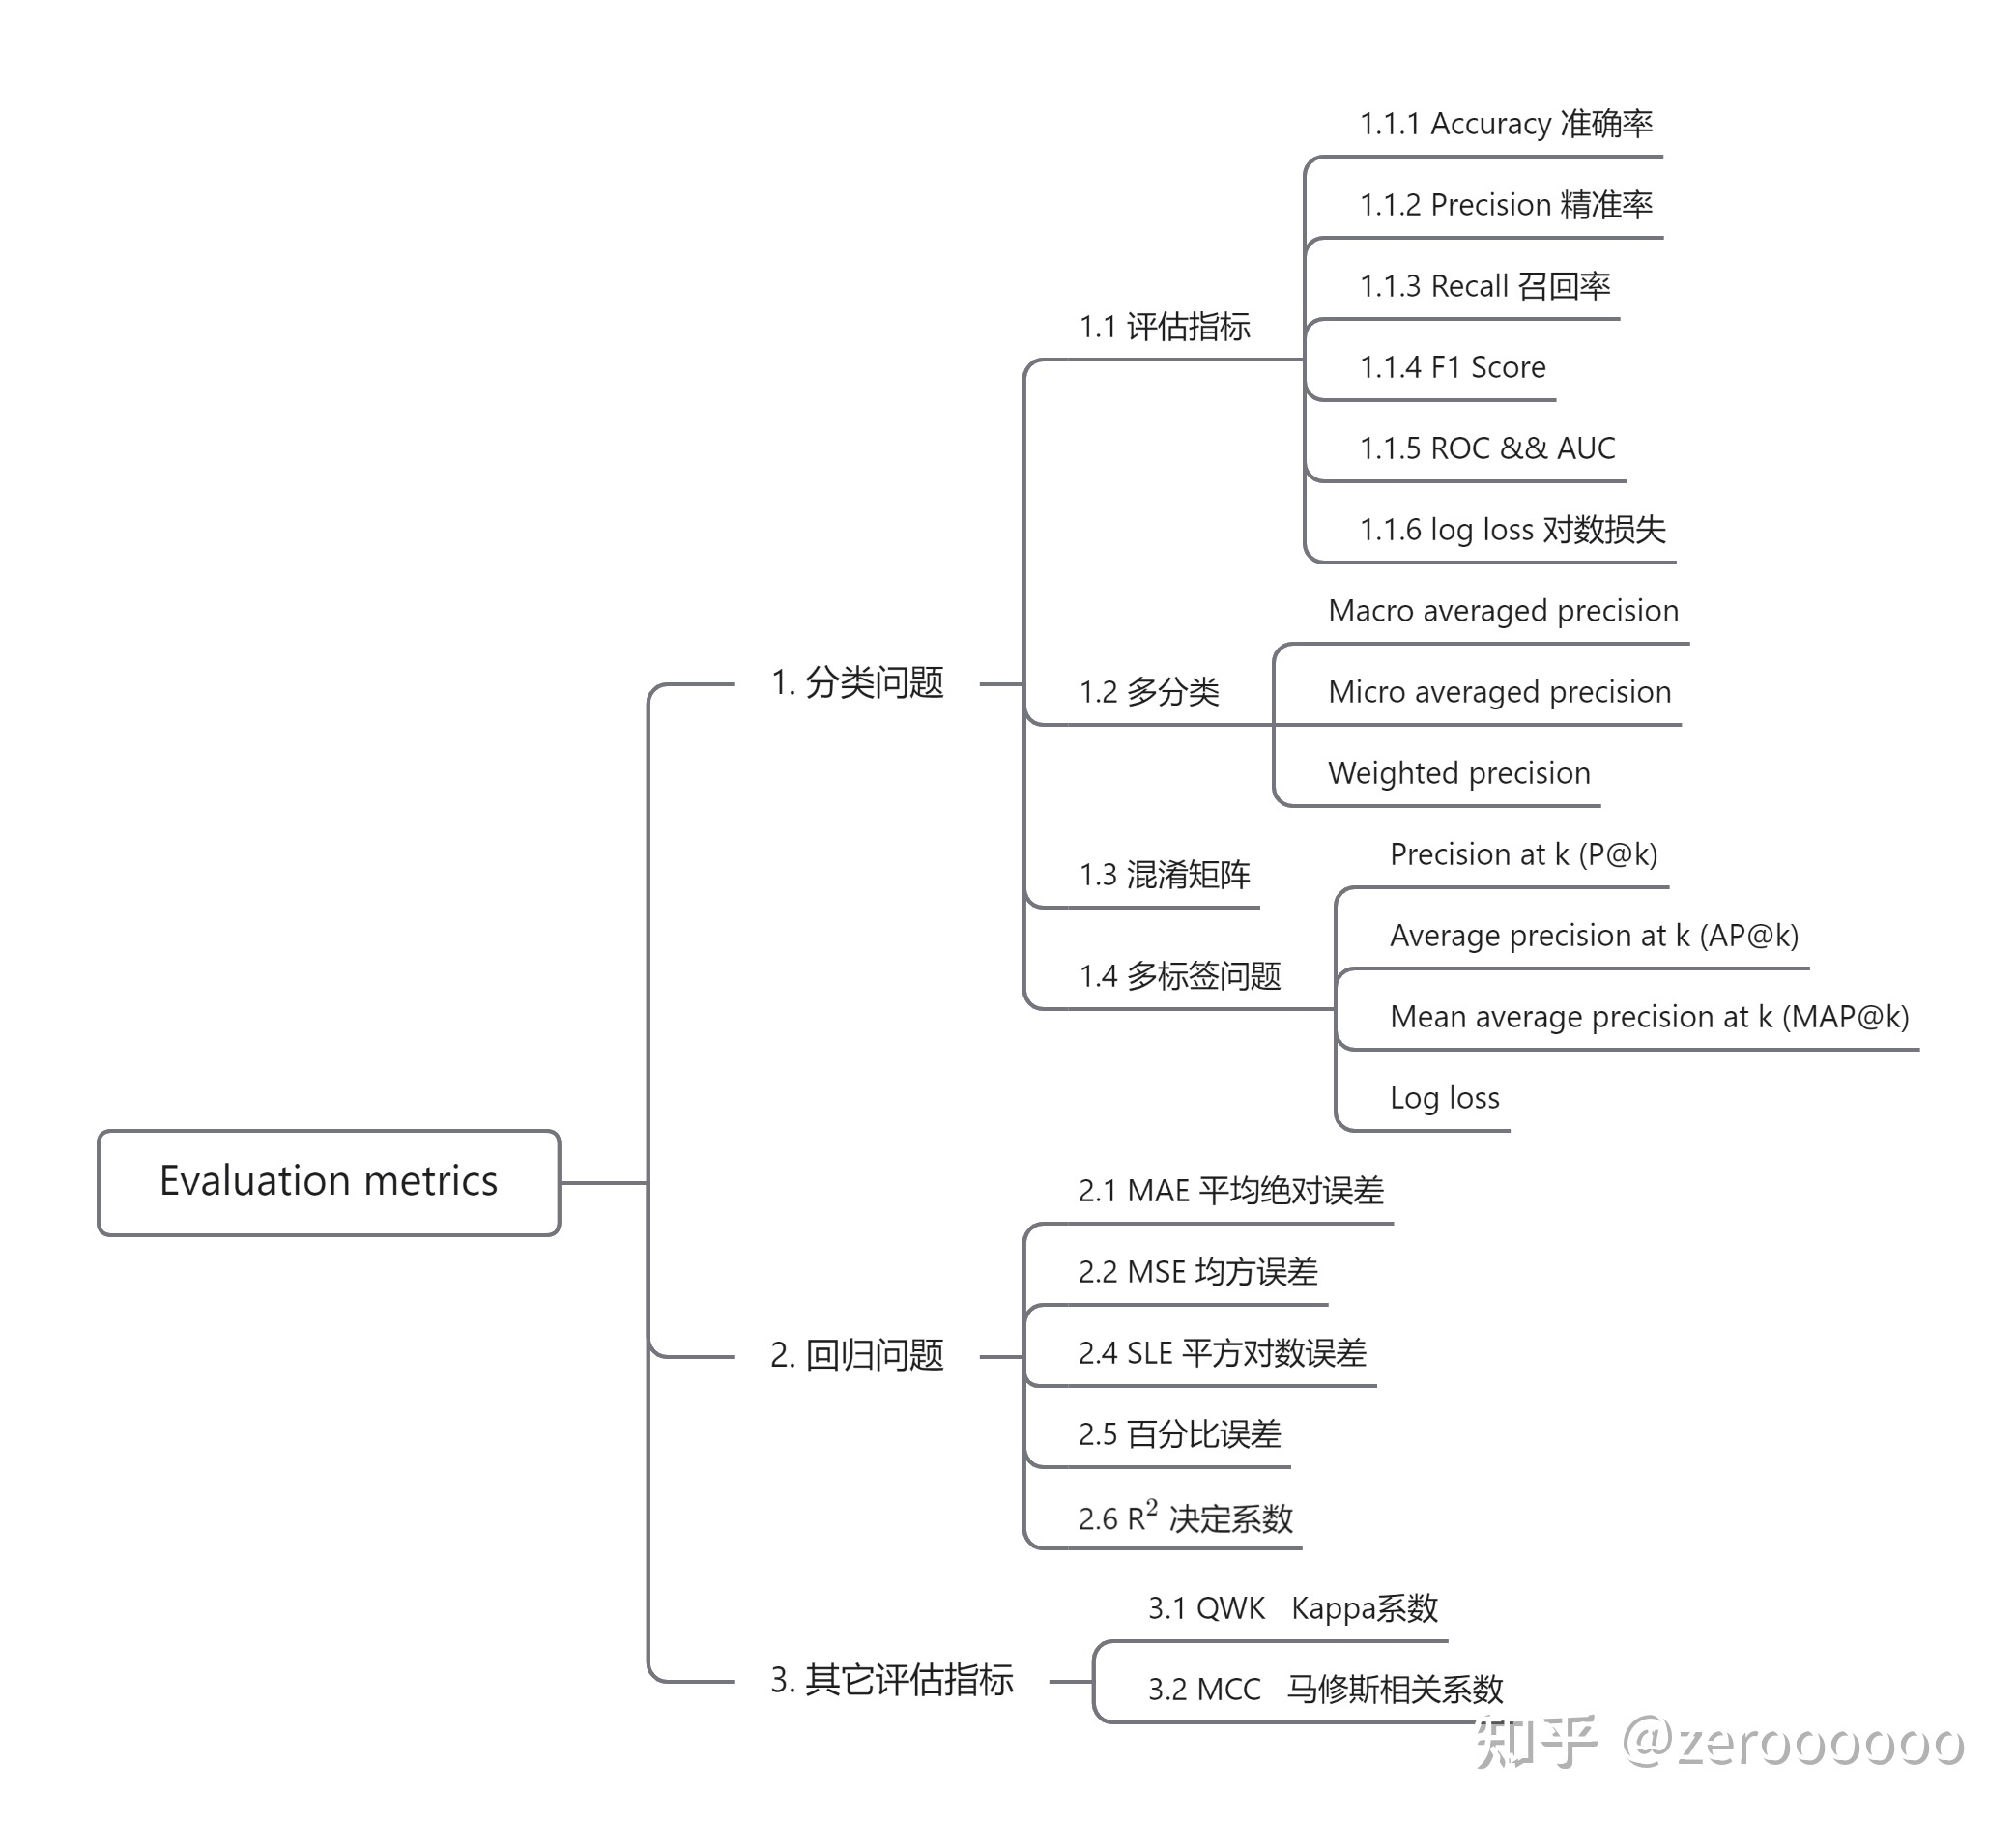 Evaluation metrics
1. 分类问题
1.1 评估指标
1.1.1 Accuracy 准确率
1.1.2 Precision 精准率
1.1.3 Recall 召回率
1.1.4 F1 Score
1.1.5 ROC && AUC
1.1.6 log loss 对数损失
1.2 多分类
Macro averaged precision
Micro averaged precision
Weighted precision
1.3 混淆矩阵
1.4 多标签问题
Precision at k (P@k)
Average precision at k (AP@k)
Mean average precision at k (MAP@k)
Log loss
2. 回归问题
2.1 MAE 平均绝对误差
2.2 MSE 均方误差
2.4 SLE 平方对数误差
2.5 百分比误差
2.6 R² 决定系数
3. 其它评估指标
3.1 QWK Kappa系数
3.2 MCC 马修斯相关系数
知乎 @zeroooooo